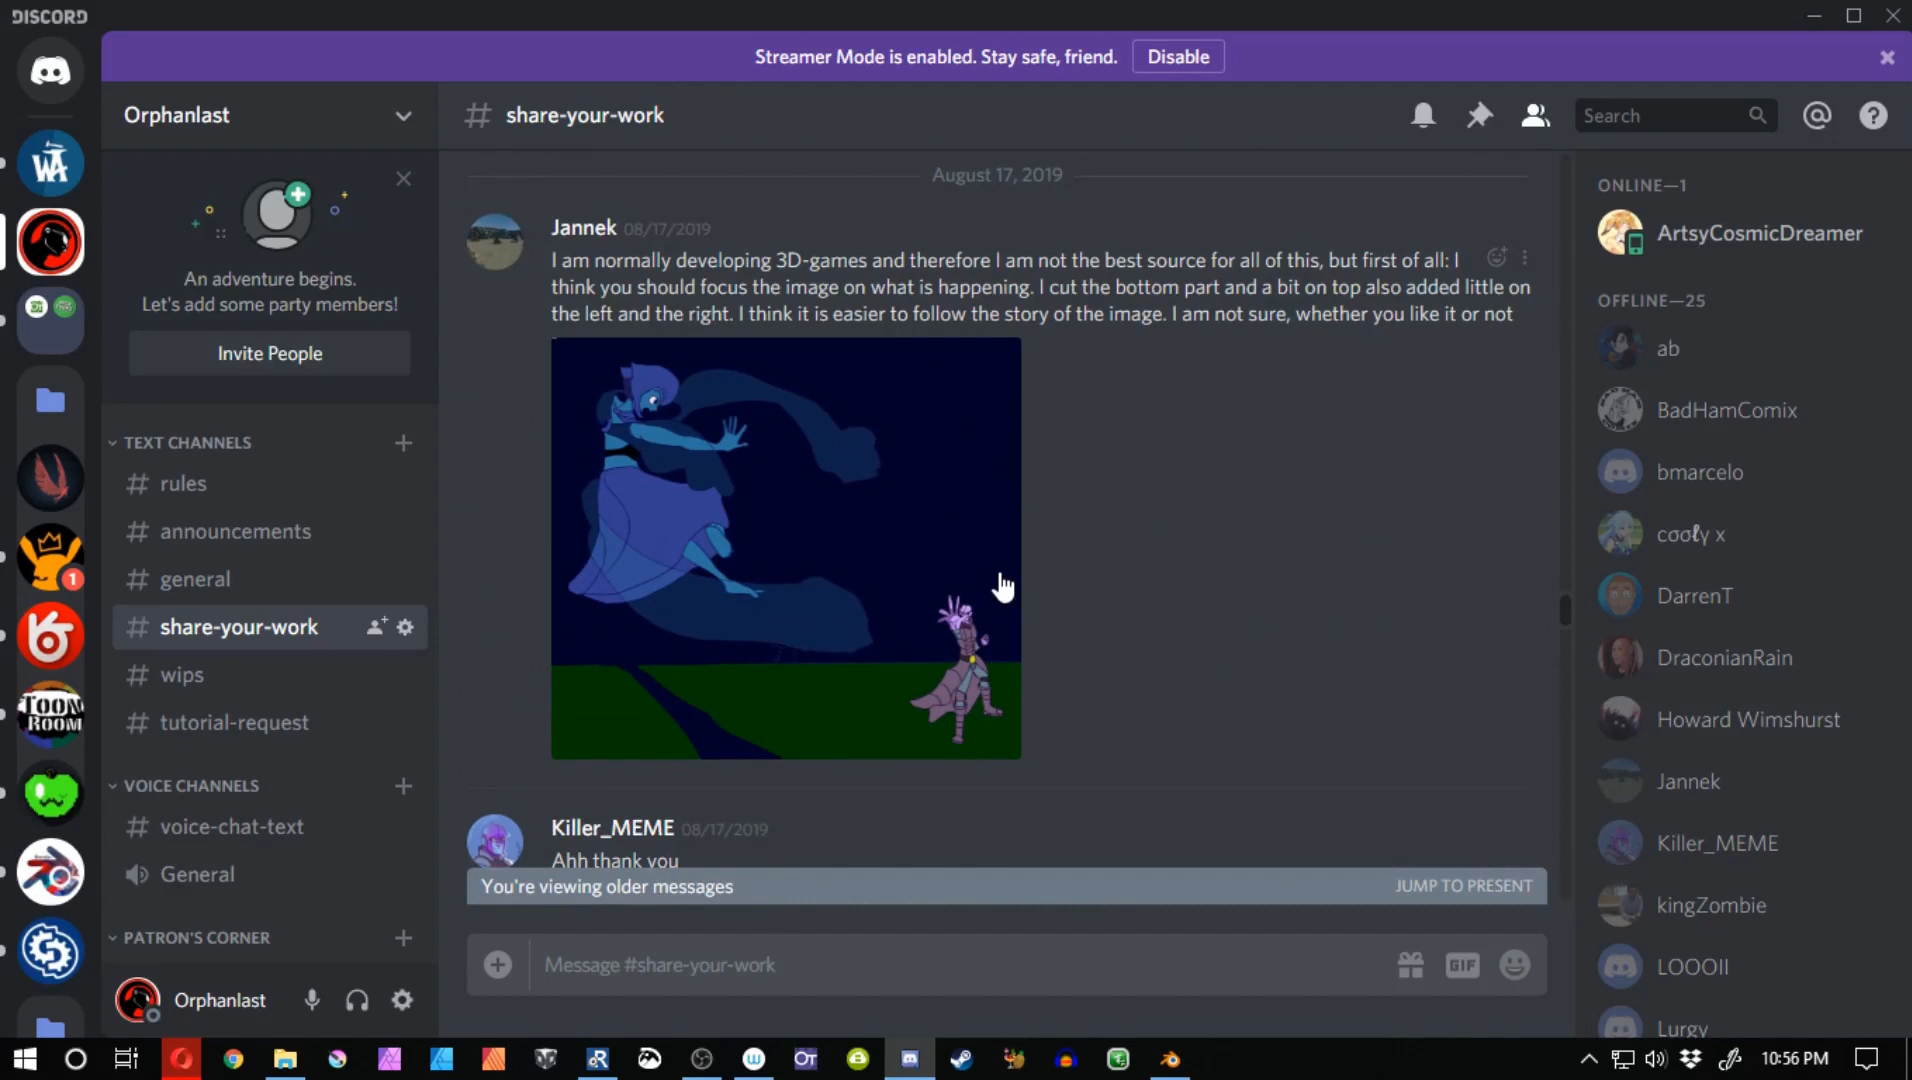 DISCORD
Streamer Mode is enabled. Stay safe, friend.
Disable
Orphanlast
share-your-work
Search
An adventure begins.
Let's add some party members!
Invite People
TEXT CHANNELS
rules
announcements
general
share-your-work
wips
tutorial-request
VOICE CHANNELS
voice-chat-text
General
PATRON'S CORNER
Orphanlast
August 17, 2019
Jannek 08/17/2019
I am normally developing 3D-games and therefore I am not the best source for all of this, but first of all: I
think you should focus the image on what is happening. I cut the bottom part and a bit on top also added little on
the left and the right. I think it is easier to follow the story of the image. I am not sure, whether you like it or not
Killer_MEME 08/17/2019
Ahh thank you
You're viewing older messages
JUMP TO PRESENT
Message #share-your-work
GIF
ONLINE—1
ArtsyCosmicDreamer
OFFLINE—25
ab
BadHamComix
bmarcelo
cσσℓγ x
DarrenT
DraconianRain
Howard Wimshurst
Jannek
Killer_MEME
kingZombie
LOOOII
Lurgy
WA
1
TOON
ROOM
OT
10:56 PM